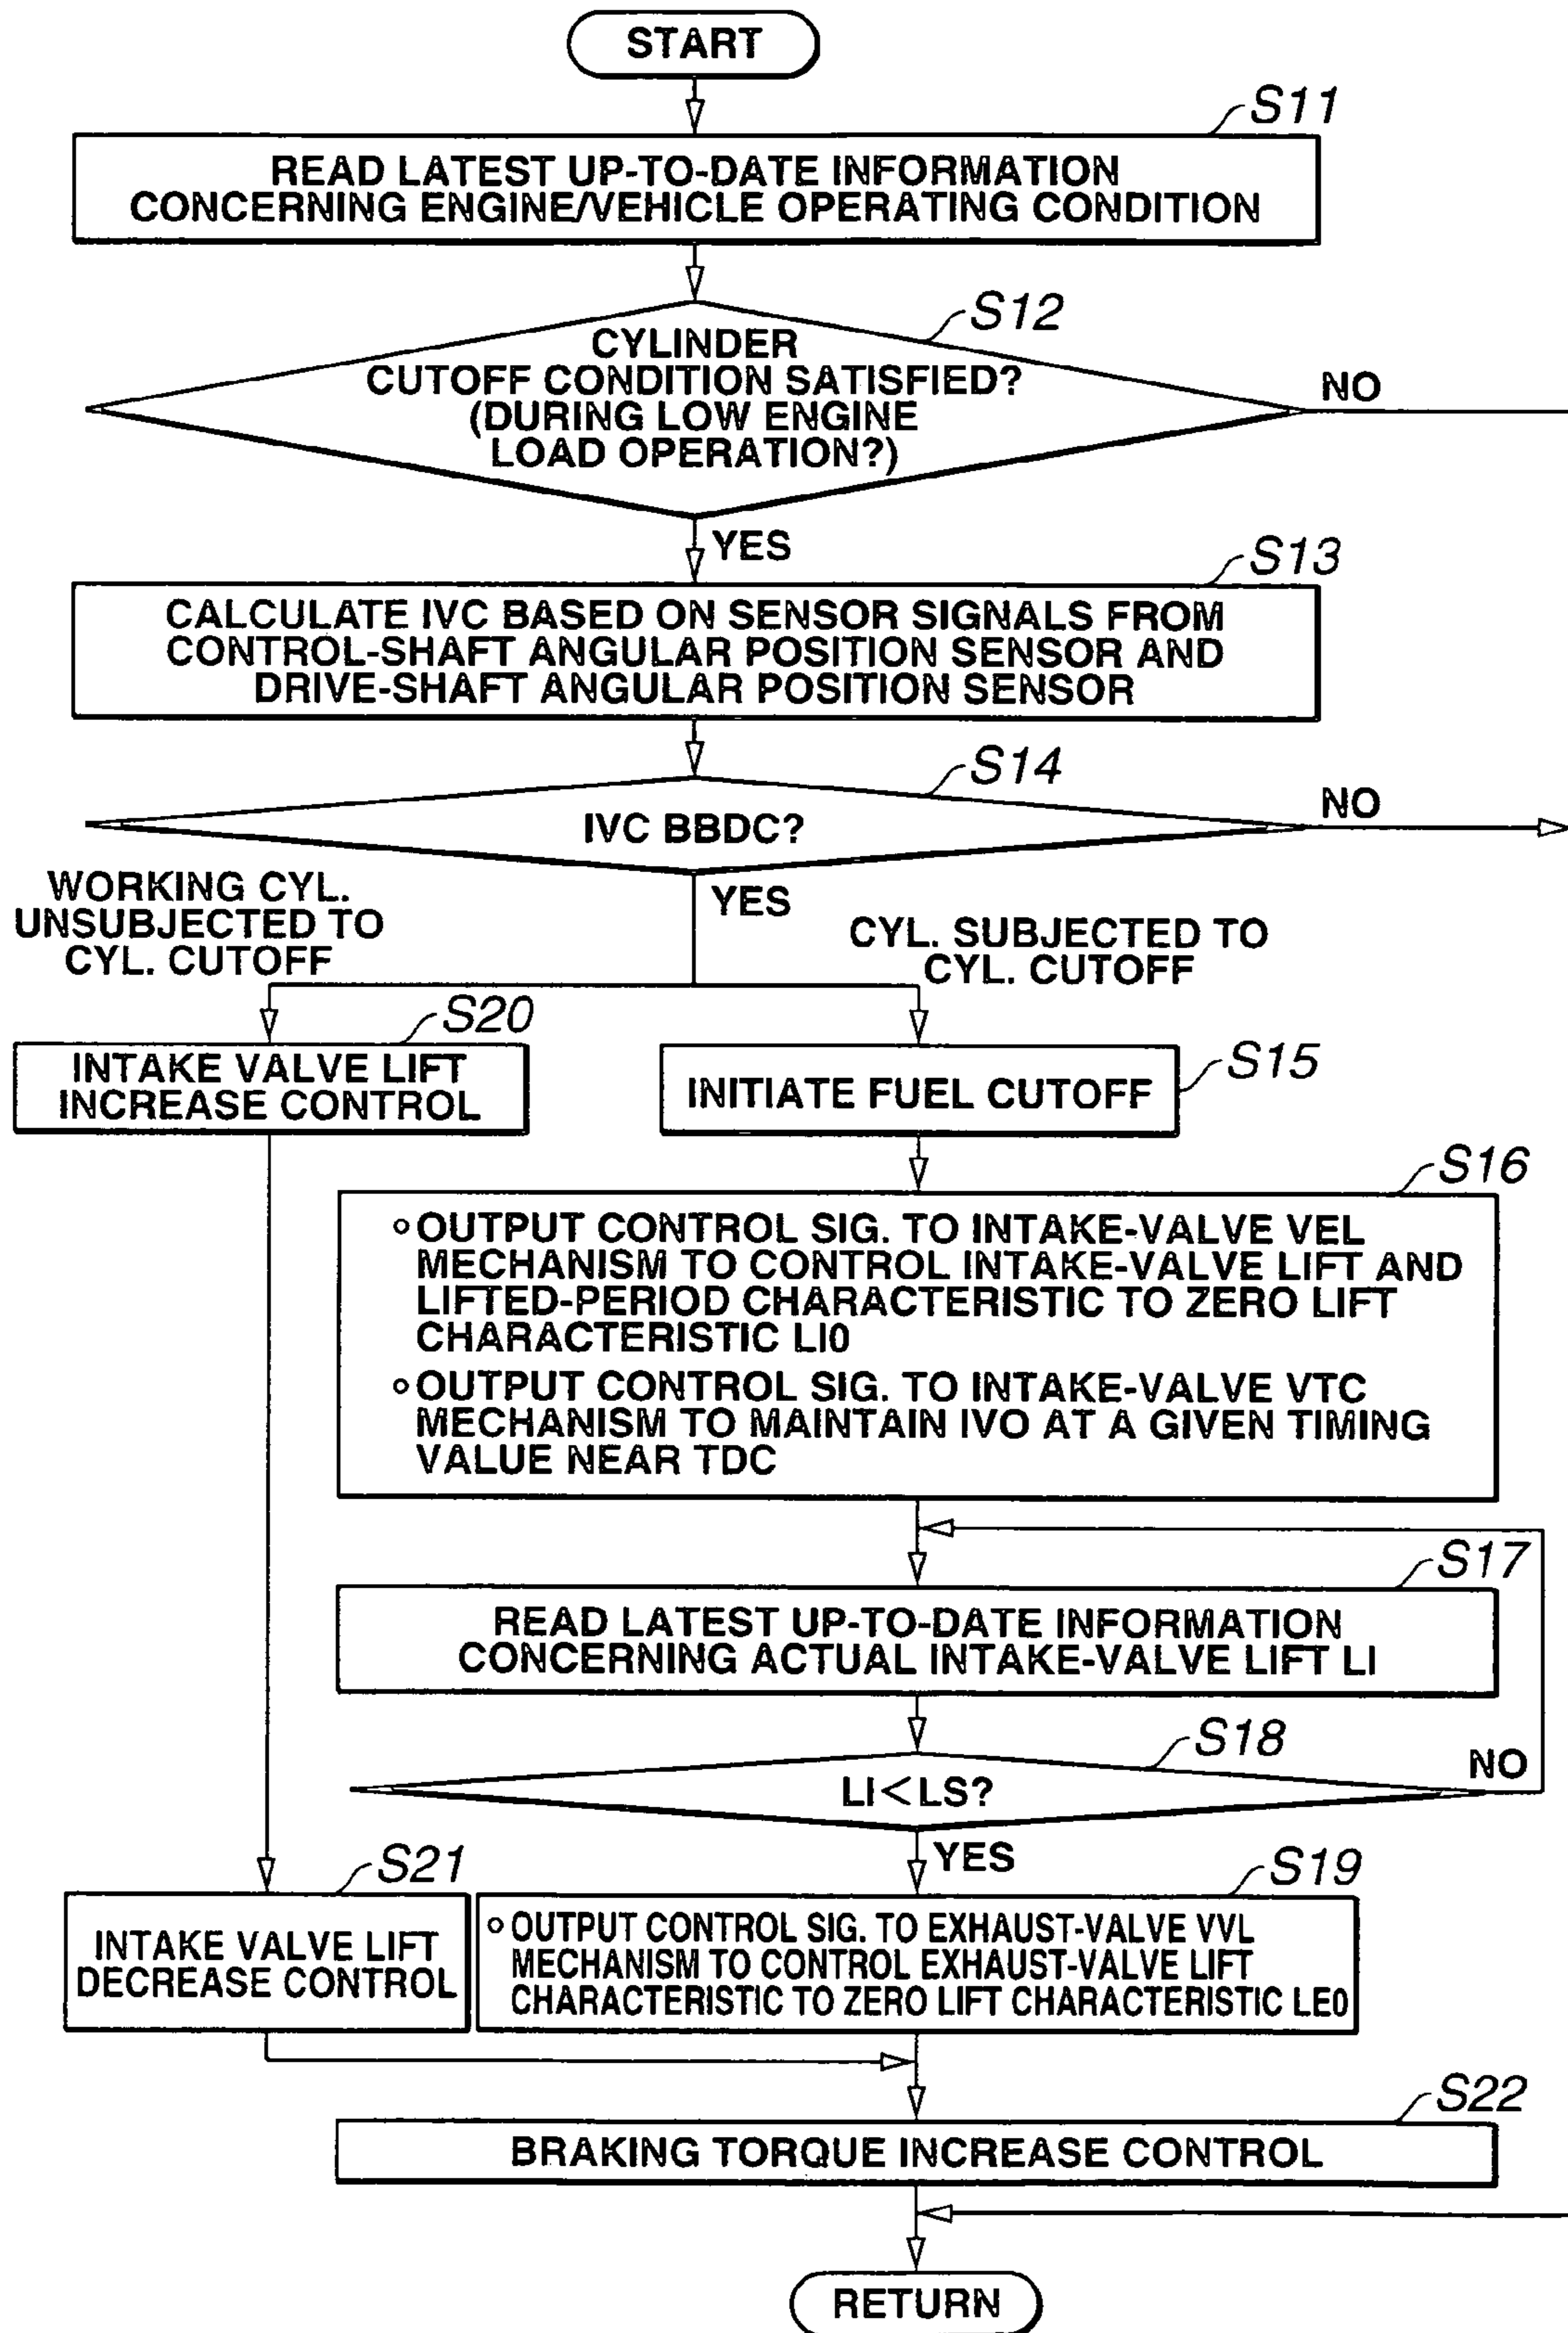 START
S11
READ LATEST UP-TO-DATE INFORMATION
CONCERNING ENGINE/VEHICLE OPERATING CONDITION
S12
CYLINDER
CUTOFF CONDITION SATISFIED?
(DURING LOW ENGINE
LOAD OPERATION?)
NO
YES
S13
CALCULATE IVC BASED ON SENSOR SIGNALS FROM
CONTROL-SHAFT ANGULAR POSITION SENSOR AND
DRIVE-SHAFT ANGULAR POSITION SENSOR
S14
IVC BBDC?
NO
YES
WORKING CYL.
UNSUBJECTED TO
CYL. CUTOFF
CYL. SUBJECTED TO
CYL. CUTOFF
S20
INTAKE VALVE LIFT
INCREASE CONTROL
S15
INITIATE FUEL CUTOFF
S16
○ OUTPUT CONTROL SIG. TO INTAKE-VALVE VEL
MECHANISM TO CONTROL INTAKE-VALVE LIFT AND
LIFTED-PERIOD CHARACTERISTIC TO ZERO LIFT
CHARACTERISTIC LI0
○ OUTPUT CONTROL SIG. TO INTAKE-VALVE VTC
MECHANISM TO MAINTAIN IVO AT A GIVEN TIMING
VALUE NEAR TDC
S17
READ LATEST UP-TO-DATE INFORMATION
CONCERNING ACTUAL INTAKE-VALVE LIFT LI
S18
LI<LS?
NO
YES
S21
INTAKE VALVE LIFT
DECREASE CONTROL
S19
○ OUTPUT CONTROL SIG. TO EXHAUST-VALVE VVL
MECHANISM TO CONTROL EXHAUST-VALVE LIFT
CHARACTERISTIC TO ZERO LIFT CHARACTERISTIC LE0
S22
BRAKING TORQUE INCREASE CONTROL
RETURN